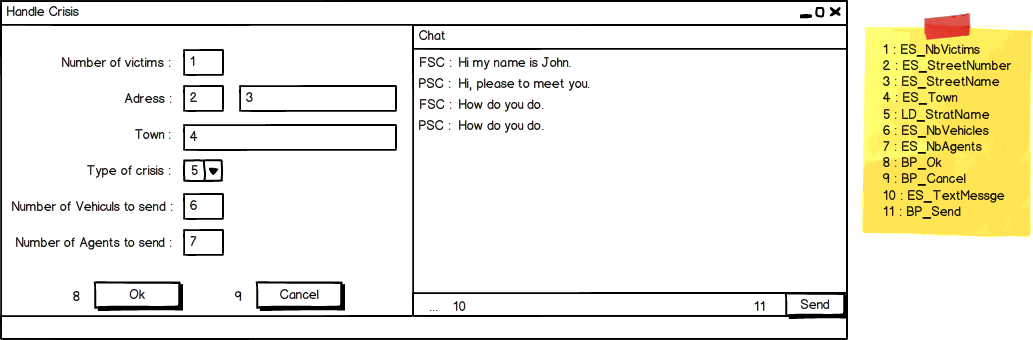 Handle Crisis
Number of victims : 1
Adress : 2 3
Town : 4
Type of crisis : 5
Number of Vehiculs to send : 6
Number of Agents to send : 7
8 Ok 9 Cancel
Chat
FSC : Hi my name is John.
PSC : Hi, please to meet you.
FSC : How do you do.
PSC : How do you do.
... 10 11 Send
1 : ES_NbVictims
2 : ES_StreetNumber
3 : ES_StreetName
4 : ES_Town
5 : LD_StratName
6 : ES_NbVehicles
7 : ES_NbAgents
8 : BP_Ok
9 : BP_Cancel
10 : ES_TextMessge
11 : BP_Send